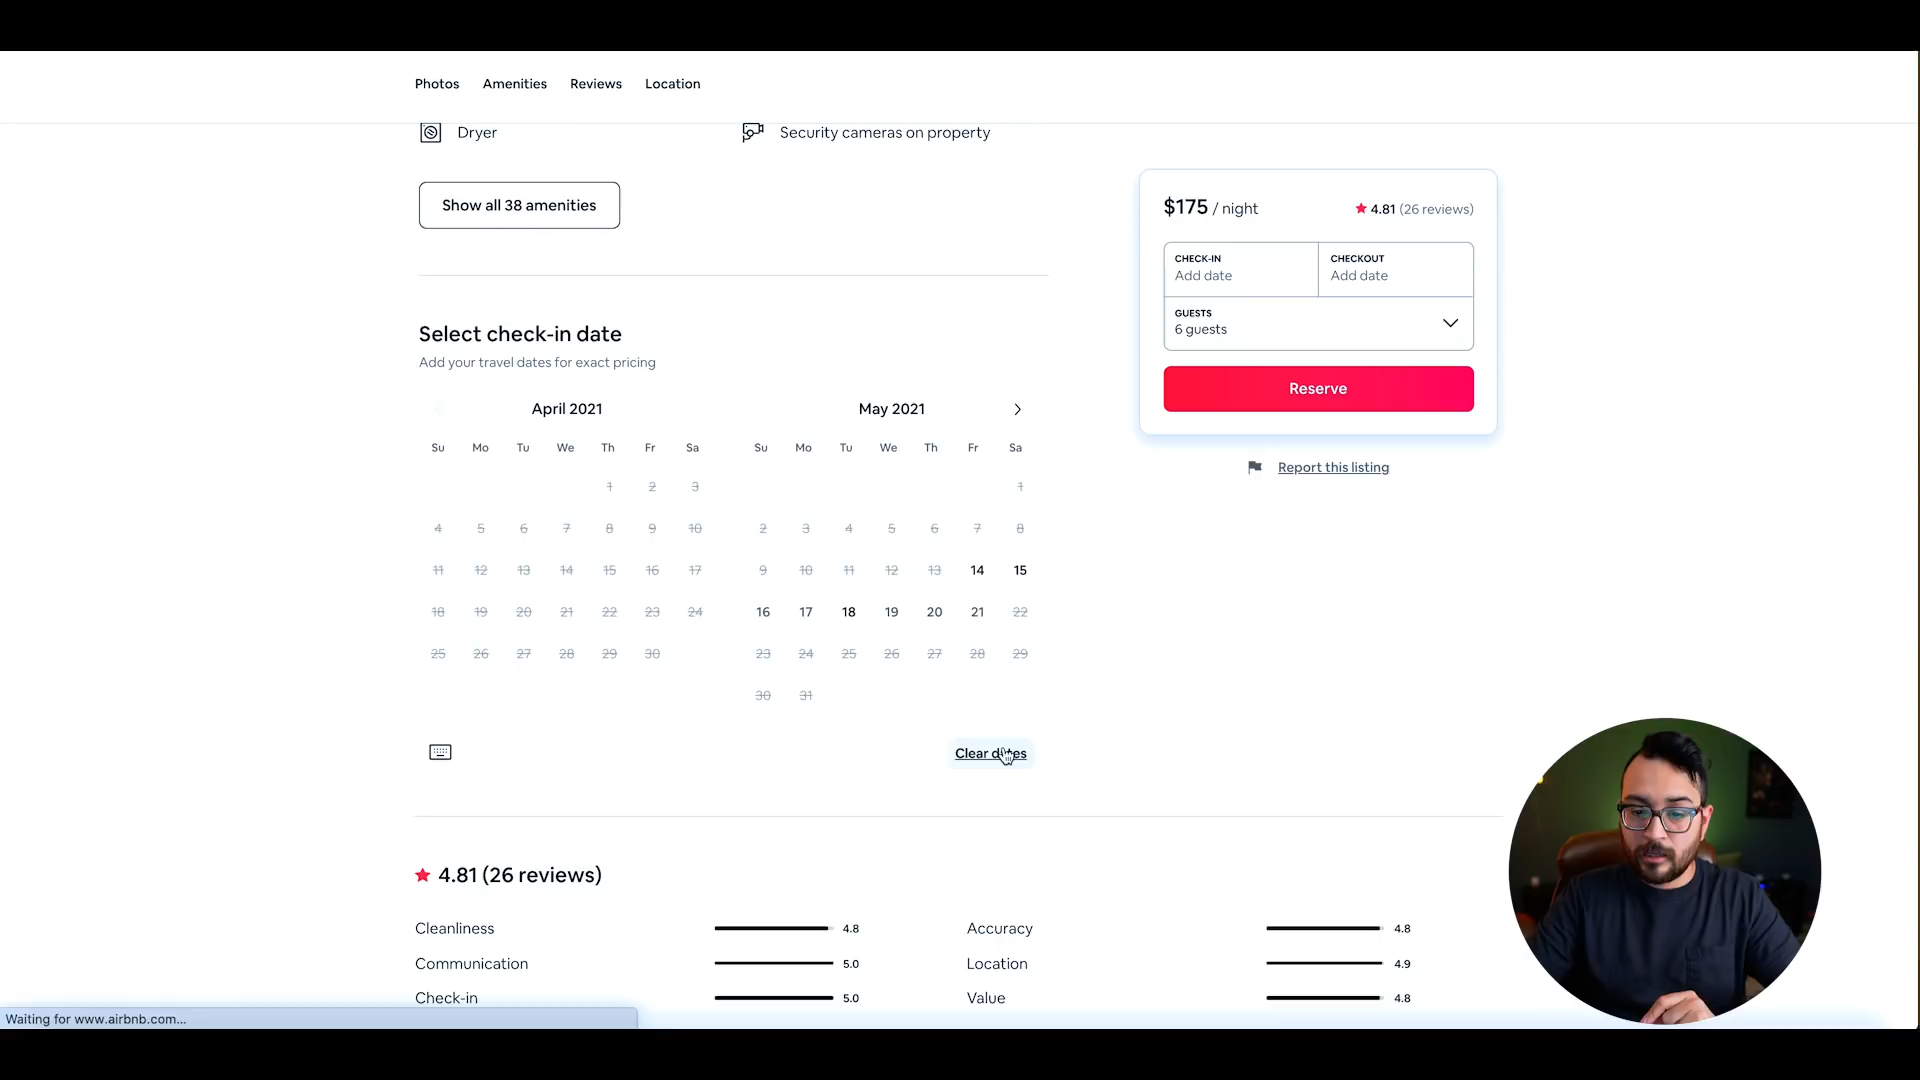 Photos Amenities Reviews Location
Dryer Security cameras on property
Show all 38 amenities
$175 / night 4.81 (26 reviews)
CHECK-IN CHECKOUT
Add date Add date
GUESTS
6 guests
Reserve
Report this listing
Select check-in date
Add your travel dates for exact pricing
April 2021 May 2021
Su Mo Tu We Th Fr Sa Su Mo Tu We Th Fr Sa
1 2 3 1
4 5 6 7 8 9 10 2 3 4 5 6 7 8
11 12 13 14 15 16 17 9 10 11 12 13 14 15
18 19 20 21 22 23 24 16 17 18 19 20 21 22
25 26 27 28 29 30 23 24 25 26 27 28 29
30 31
Clear dates
4.81 (26 reviews)
Cleanliness 4.8 Accuracy 4.8
Communication 5.0 Location 4.9
Check-in 5.0 Value 4.8
Waiting for www.airbnb.com...